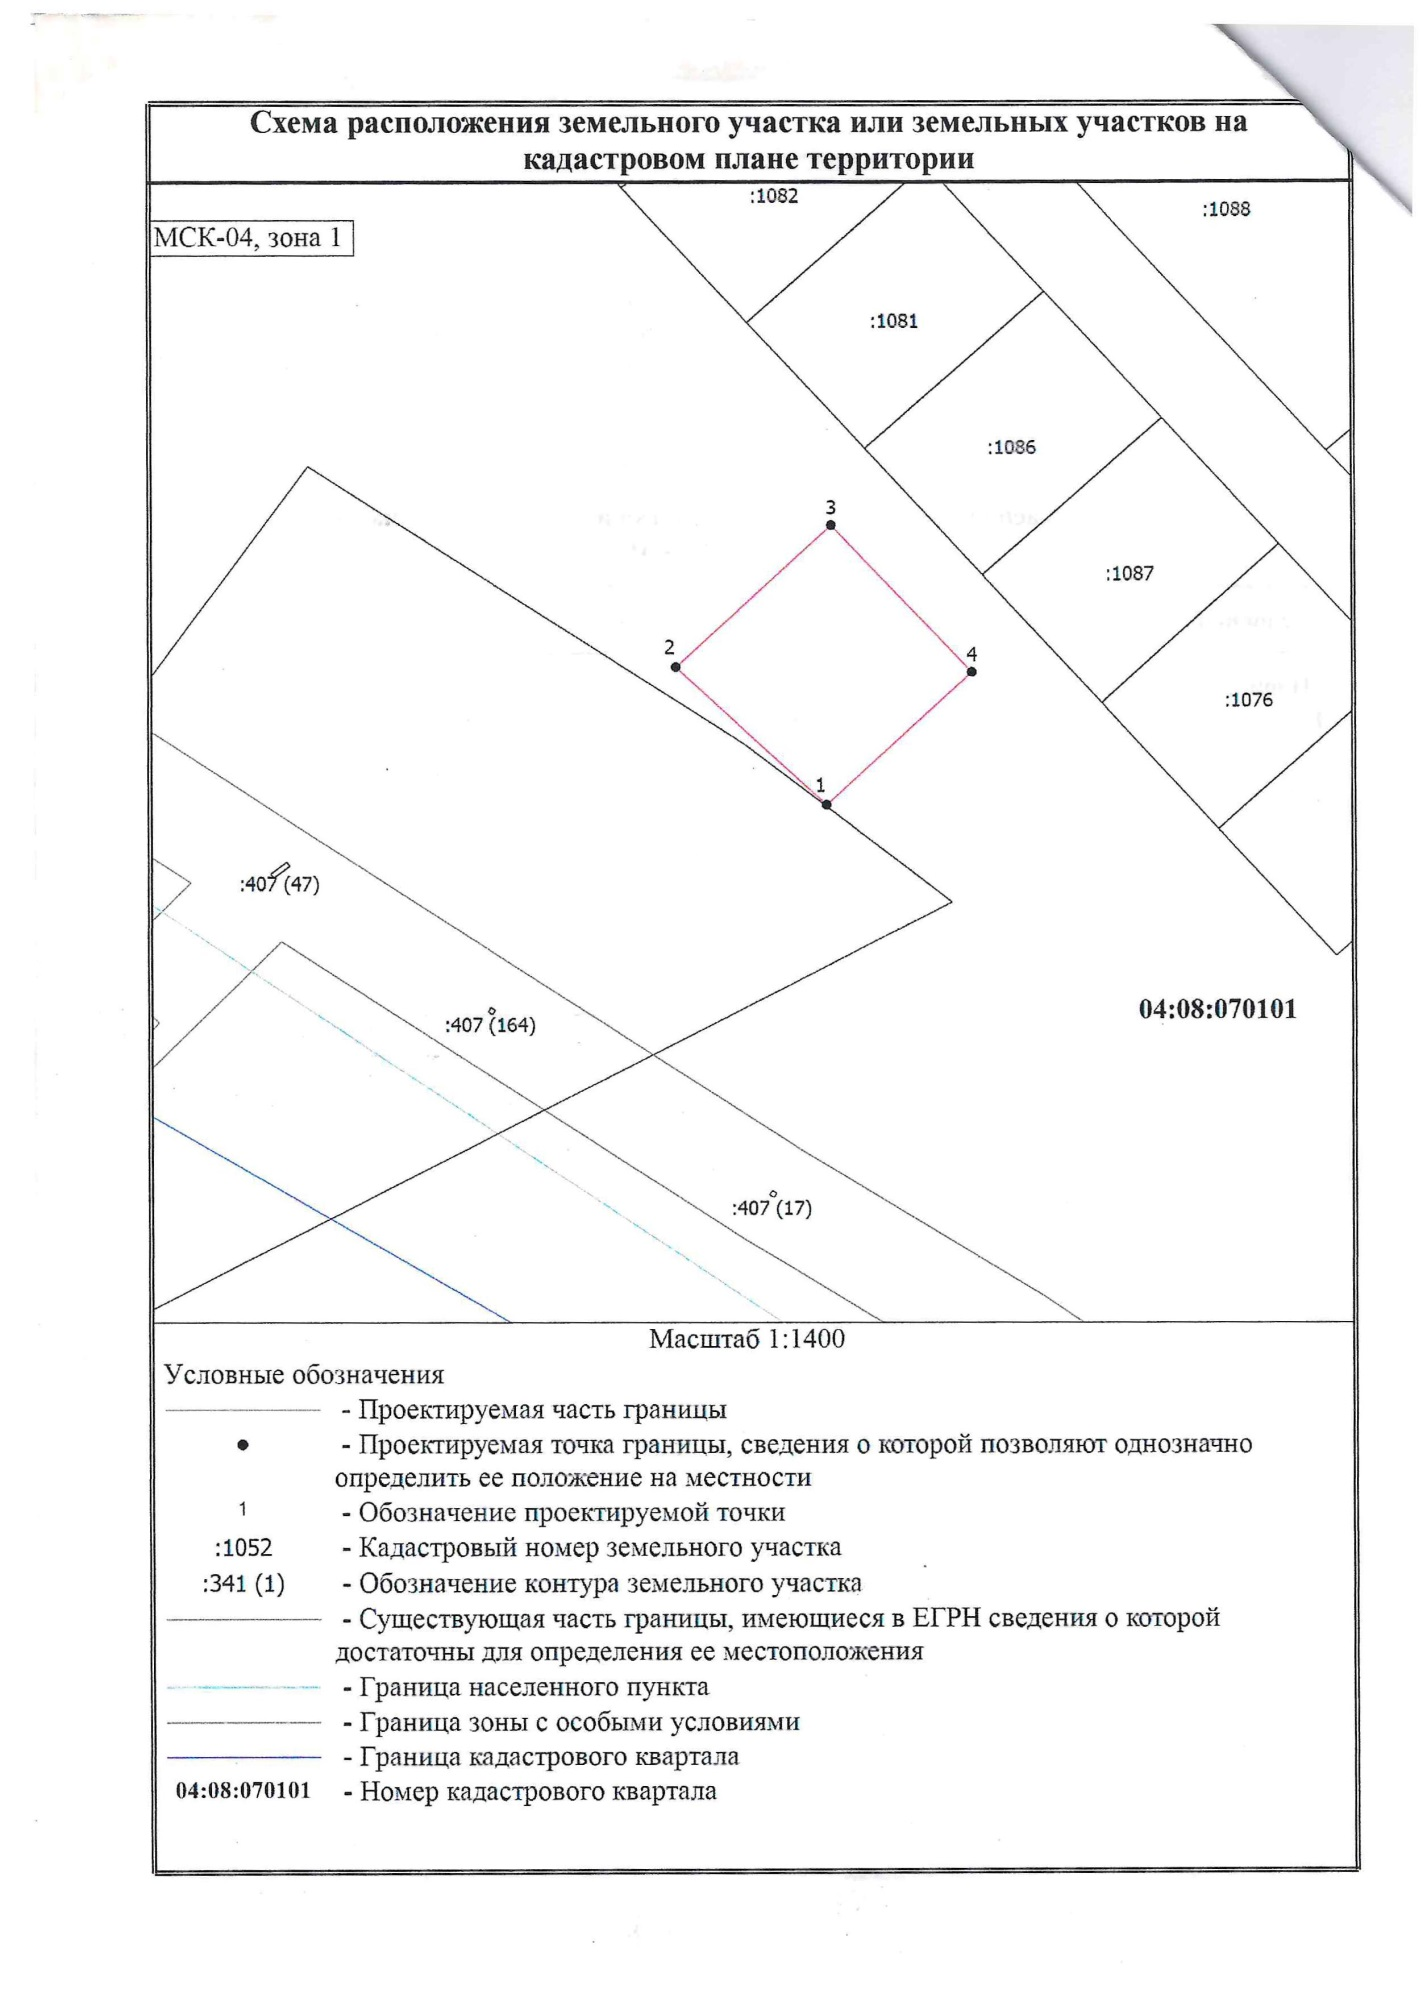 Схема расположения земельного участка или земельных участков на
кадастровом плане территории
:1082
:1088
МСК-04, зона 1
:1081
:1086
3
:1087
2
4
:1076
1
:407 (47)
04:08:070101
:407 (164)
:407 (17)
Масштаб 1:1400
Условные обозначения
- Проектируемая часть границы
- Проектируемая точка границы, сведения о которой позволяют однозначно
определить ее положение на местности
1 - Обозначение проектируемой точки
:1052 - Кадастровый номер земельного участка
:341 (1) - Обозначение контура земельного участка
- Существующая часть границы, имеющиеся в ЕГРН сведения о которой
достаточны для определения ее местоположения
- Граница населенного пункта
- Граница зоны с особыми условиями
- Граница кадастрового квартала
04:08:070101 - Номер кадастрового квартала